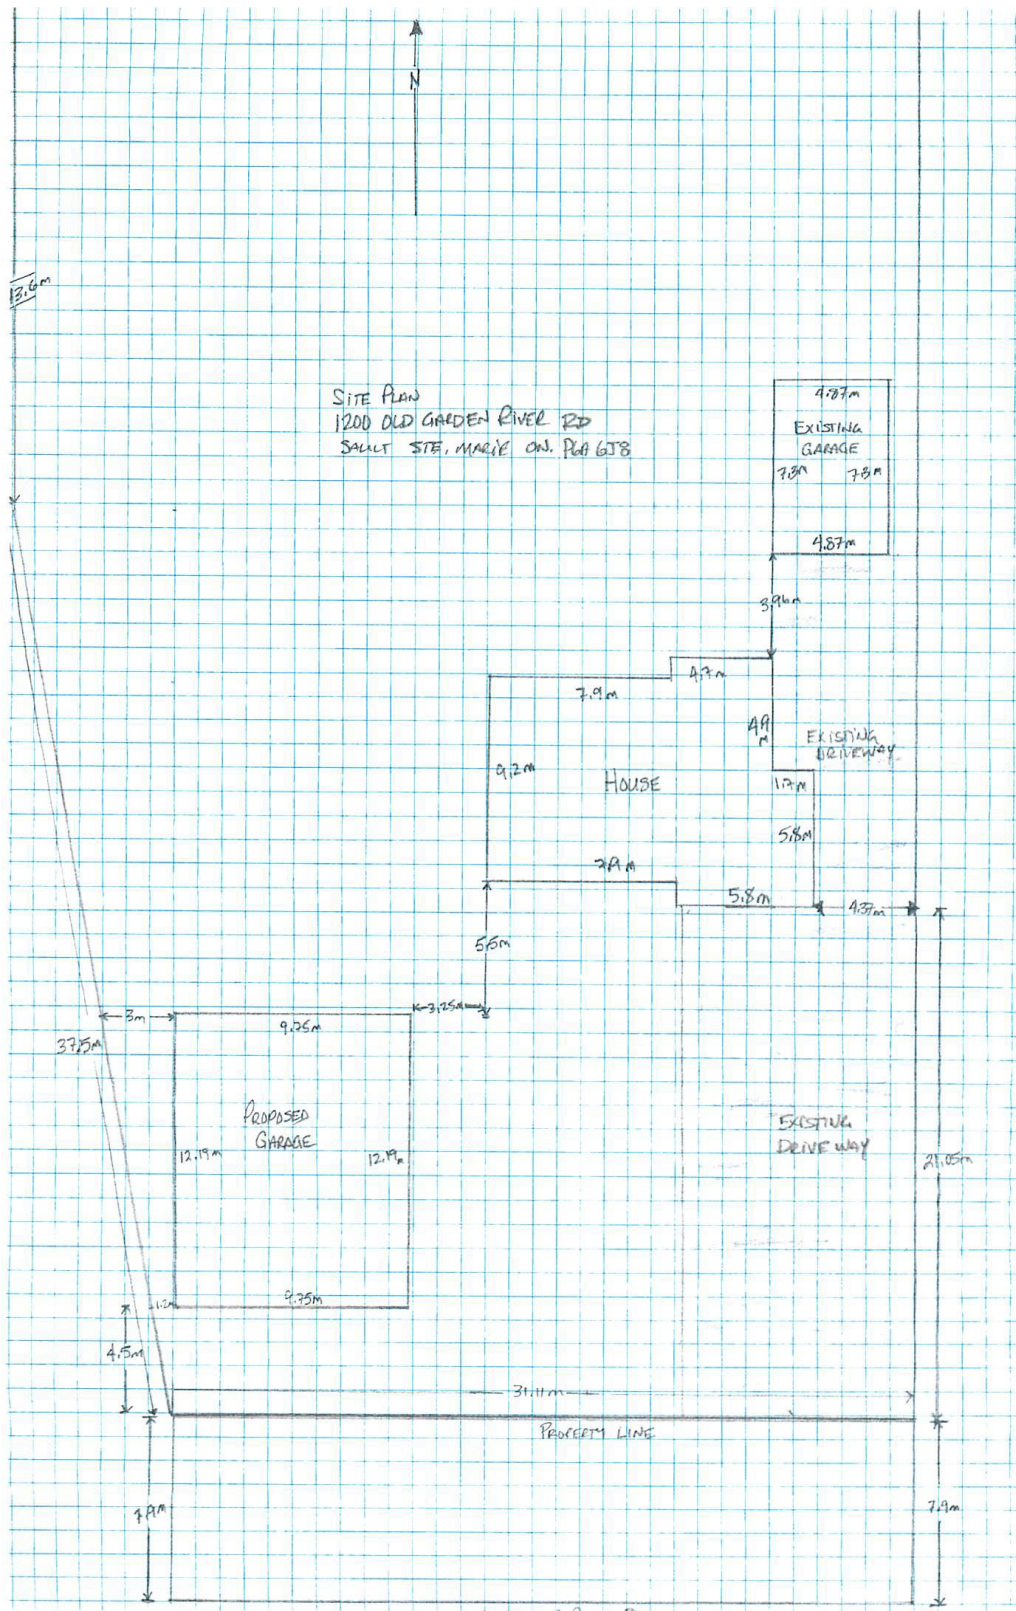 N
13.6m
SITE PLAN
1200 OLD GARDEN RIVER RD
SAULT STE, MARIE ON. P6A 6J8
4.87m
EXISTING
GARAGE
7.3m 7.3m
4.87m
3.96m
4.7m
7.9m
4.9
M
EXISTING
DRIVEWAY
9.2m
HOUSE
1.7m
5.8m
7.9 m
5.8m
4.37m
5.5m
3.25m
3m
9.75m
37.5m
PROPOSED
GARAGE
EXISTING
DRIVEWAY
12.19m 12.19m
21.05m
1.2m
9.75m
4.5m
31.11m
PROPERTY LINE
7.9m
7.9m